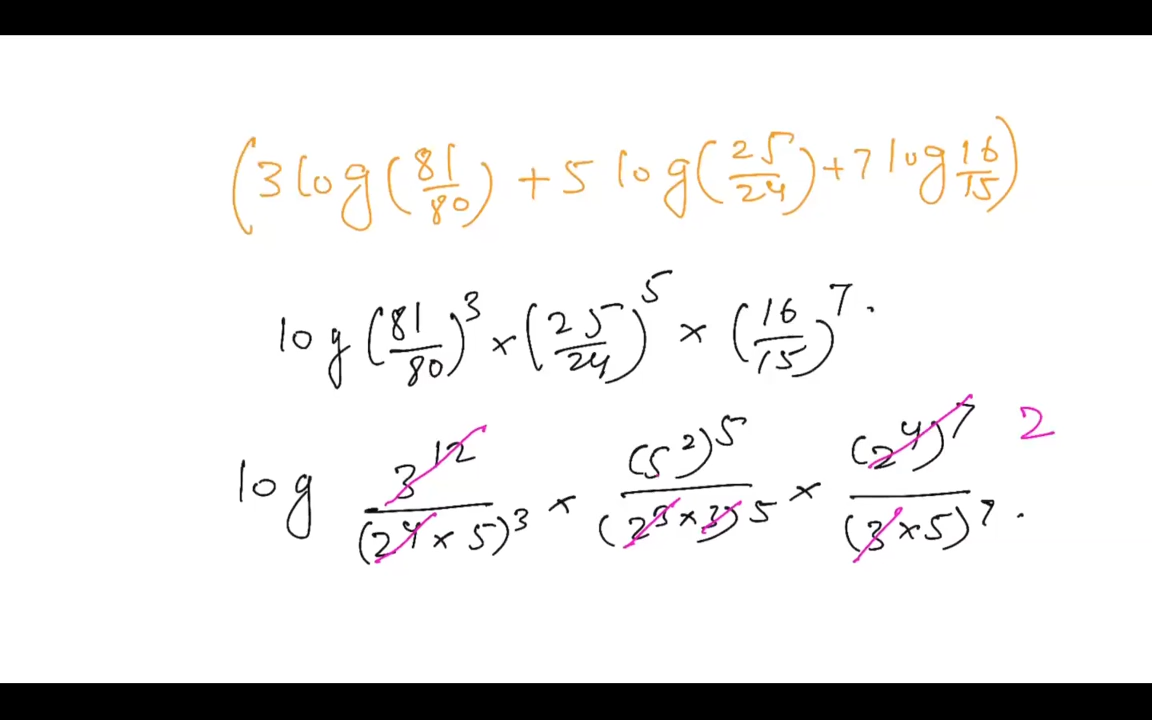 (3 log(81/80) + 5 log(25/24) + 7 log 16/15)
log (81/80)^3 × (25/24)^5 × (16/15)^7.
log 3^12/(2^4 × 5)^3 × (5^2)^5/(2^3 × 3)^5 × (2^4)^7/(3 × 5)^7. 2